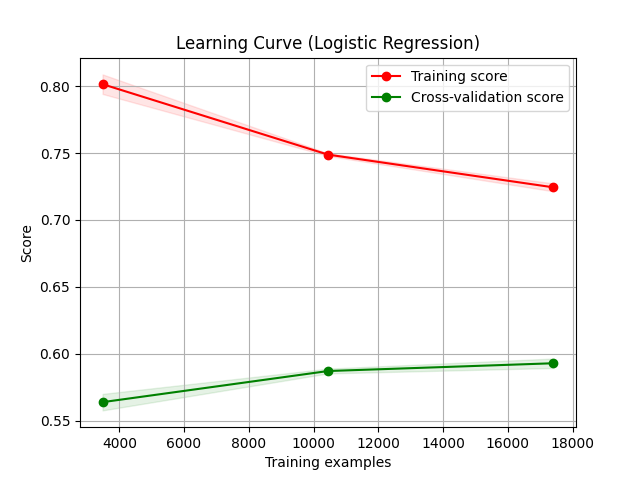 Learning Curve (Logistic Regression)
Training score
Cross-validation score
Score
0.80
0.75
0.70
0.65
0.60
0.55
4000 6000 8000 10000 12000 14000 16000 18000
Training examples